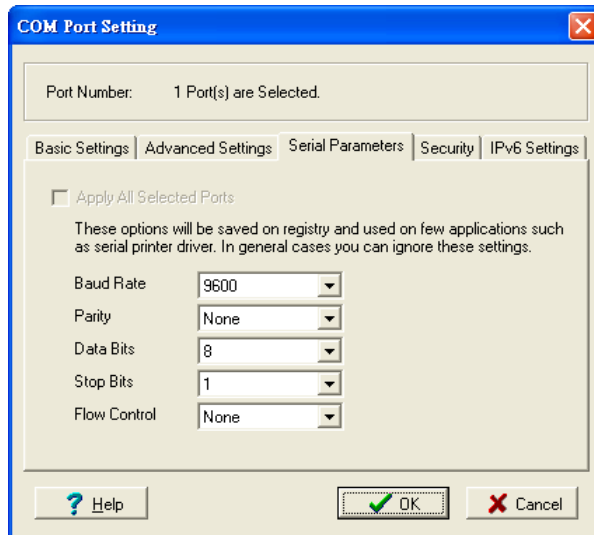 COM Port Setting
Port Number: 1 Port(s) are Selected.
Basic Settings Advanced Settings Serial Parameters Security IPv6 Settings
Apply All Selected Ports
These options will be saved on registry and used on few applications such
as serial printer driver. In general cases you can ignore these settings.
Baud Rate 9600
Parity None
Data Bits 8
Stop Bits 1
Flow Control None
? Help OK Cancel